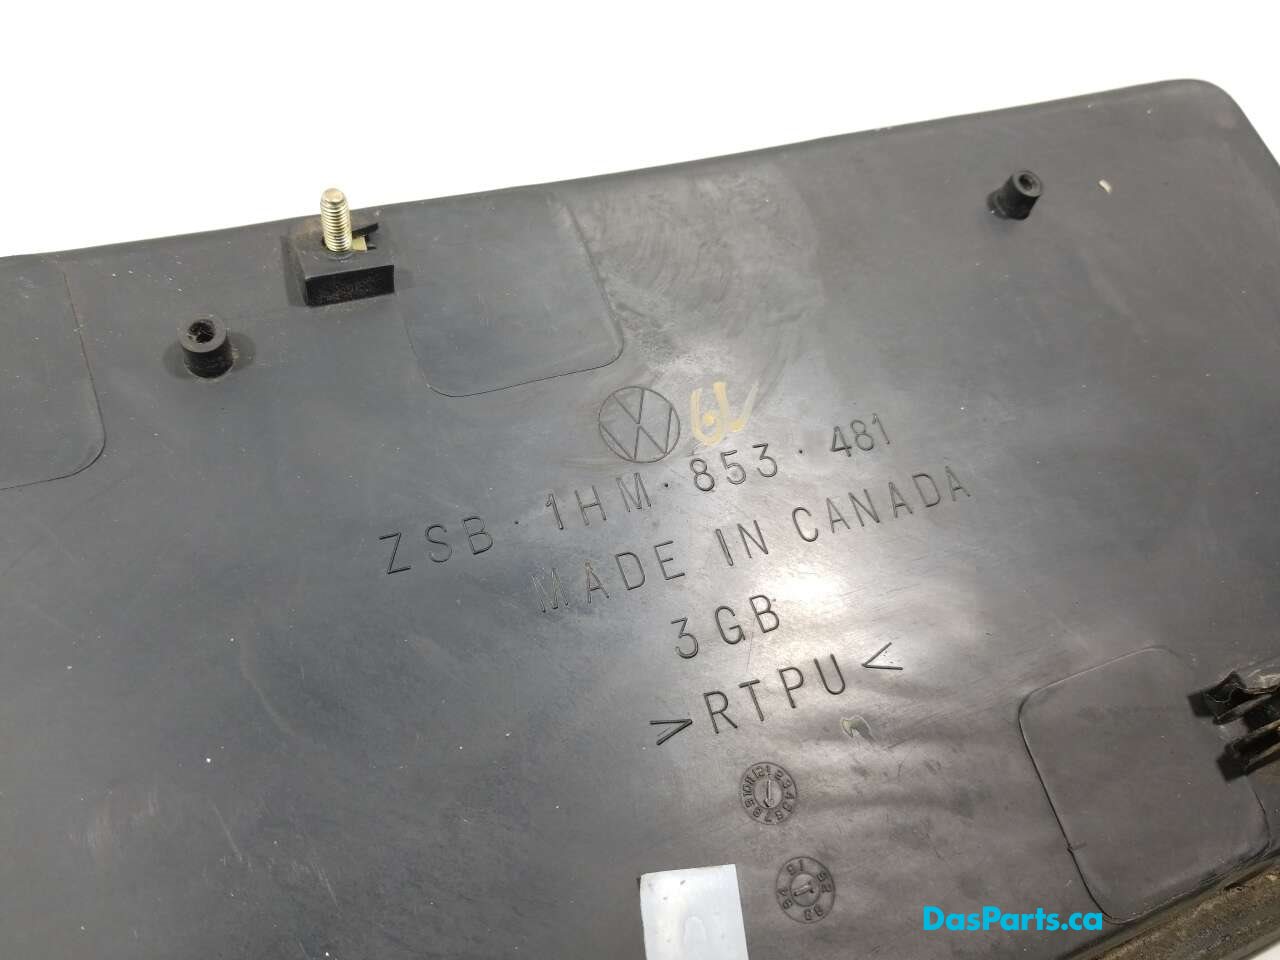 ZSB · 1HM · 853 · 481
MADE IN CANADA
3GB
>RTPU<
DasParts.ca